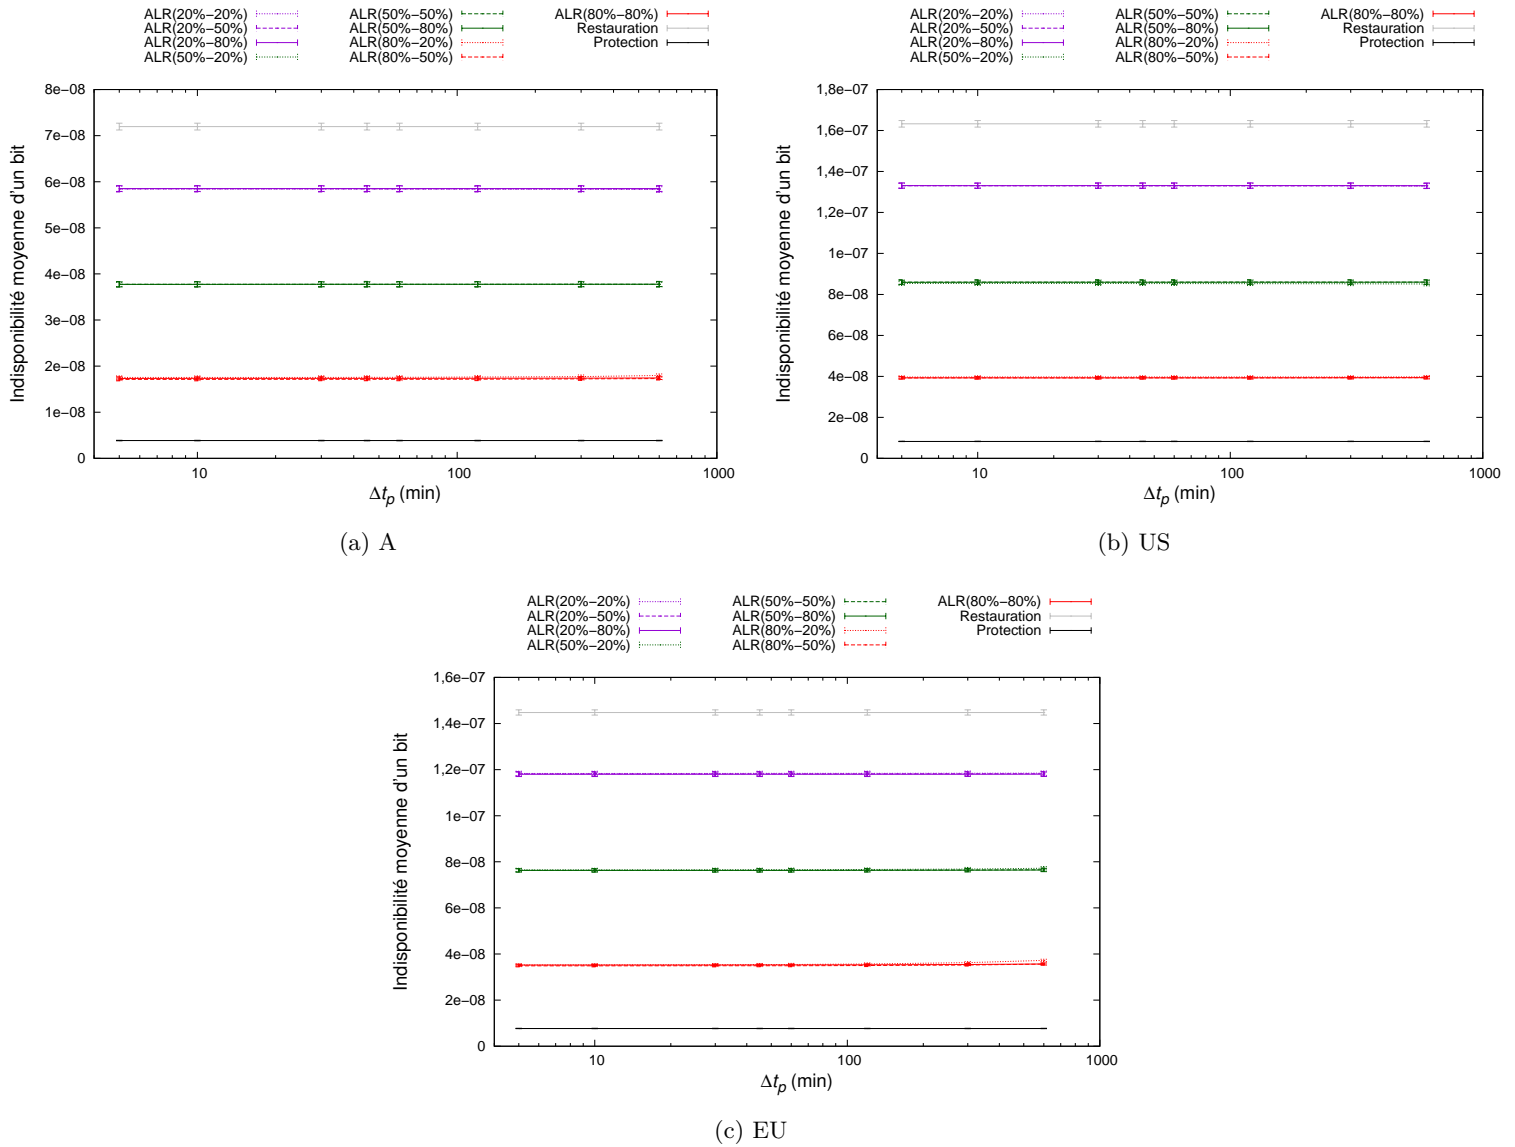 ALR(20%−20%) ALR(50%−50%) ALR(80%−80%)
ALR(20%−50%) ALR(50%−80%) Restauration
ALR(20%−80%) ALR(80%−20%) Protection
ALR(50%−20%) ALR(80%−50%)
8e−08
7e−08
6e−08
5e−08
4e−08
3e−08
2e−08
1e−08
0
Indisponibilité moyenne d'un bit
10 100 1000
Δtp (min)
(a) A
ALR(20%−20%) ALR(50%−50%) ALR(80%−80%)
ALR(20%−50%) ALR(50%−80%) Restauration
ALR(20%−80%) ALR(80%−20%) Protection
ALR(50%−20%) ALR(80%−50%)
1,8e−07
1,6e−07
1,4e−07
1,2e−07
1e−07
8e−08
6e−08
4e−08
2e−08
0
Indisponibilité moyenne d'un bit
10 100 1000
Δtp (min)
(b) US
ALR(20%−20%) ALR(50%−50%) ALR(80%−80%)
ALR(20%−50%) ALR(50%−80%) Restauration
ALR(20%−80%) ALR(80%−20%) Protection
ALR(50%−20%) ALR(80%−50%)
1,6e−07
1,4e−07
1,2e−07
1e−07
8e−08
6e−08
4e−08
2e−08
0
Indisponibilité moyenne d'un bit
10 100 1000
Δtp (min)
(c) EU